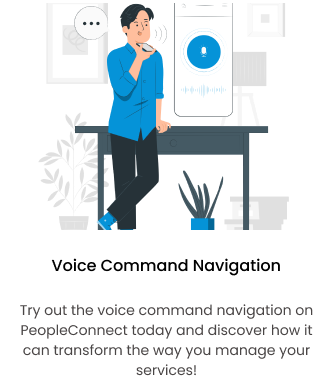 Voice Command Navigation
Try out the voice command navigation on
PeopleConnect today and discover how it
can transform the way you manage your
services!